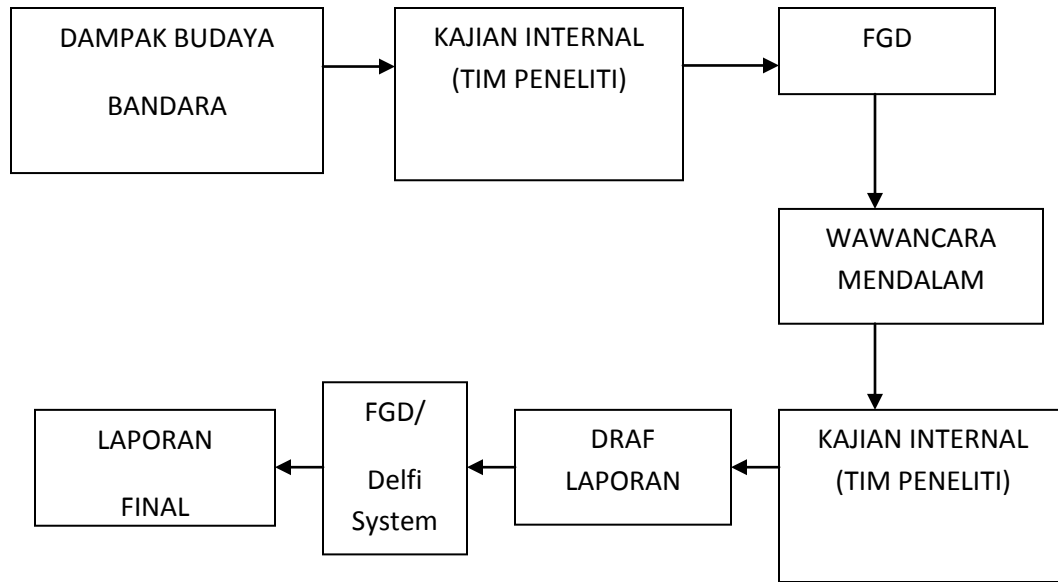 DAMPAK BUDAYA
BANDARA
KAJIAN INTERNAL
(TIM PENELITI)
FGD
WAWANCARA
MENDALAM
KAJIAN INTERNAL
(TIM PENELITI)
DRAF
LAPORAN
FGD/
Delfi
System
LAPORAN
FINAL